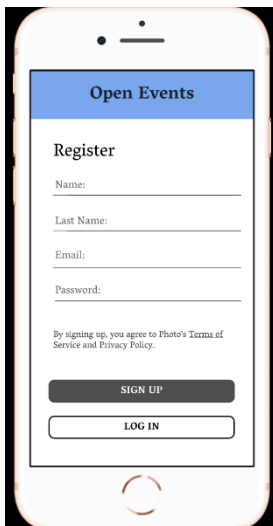 Open Events
Register
Name:
Last Name:
Email:
Password:
By signing up, you agree to Photo's Terms of
Service and Privacy Policy.
SIGN UP
LOG IN